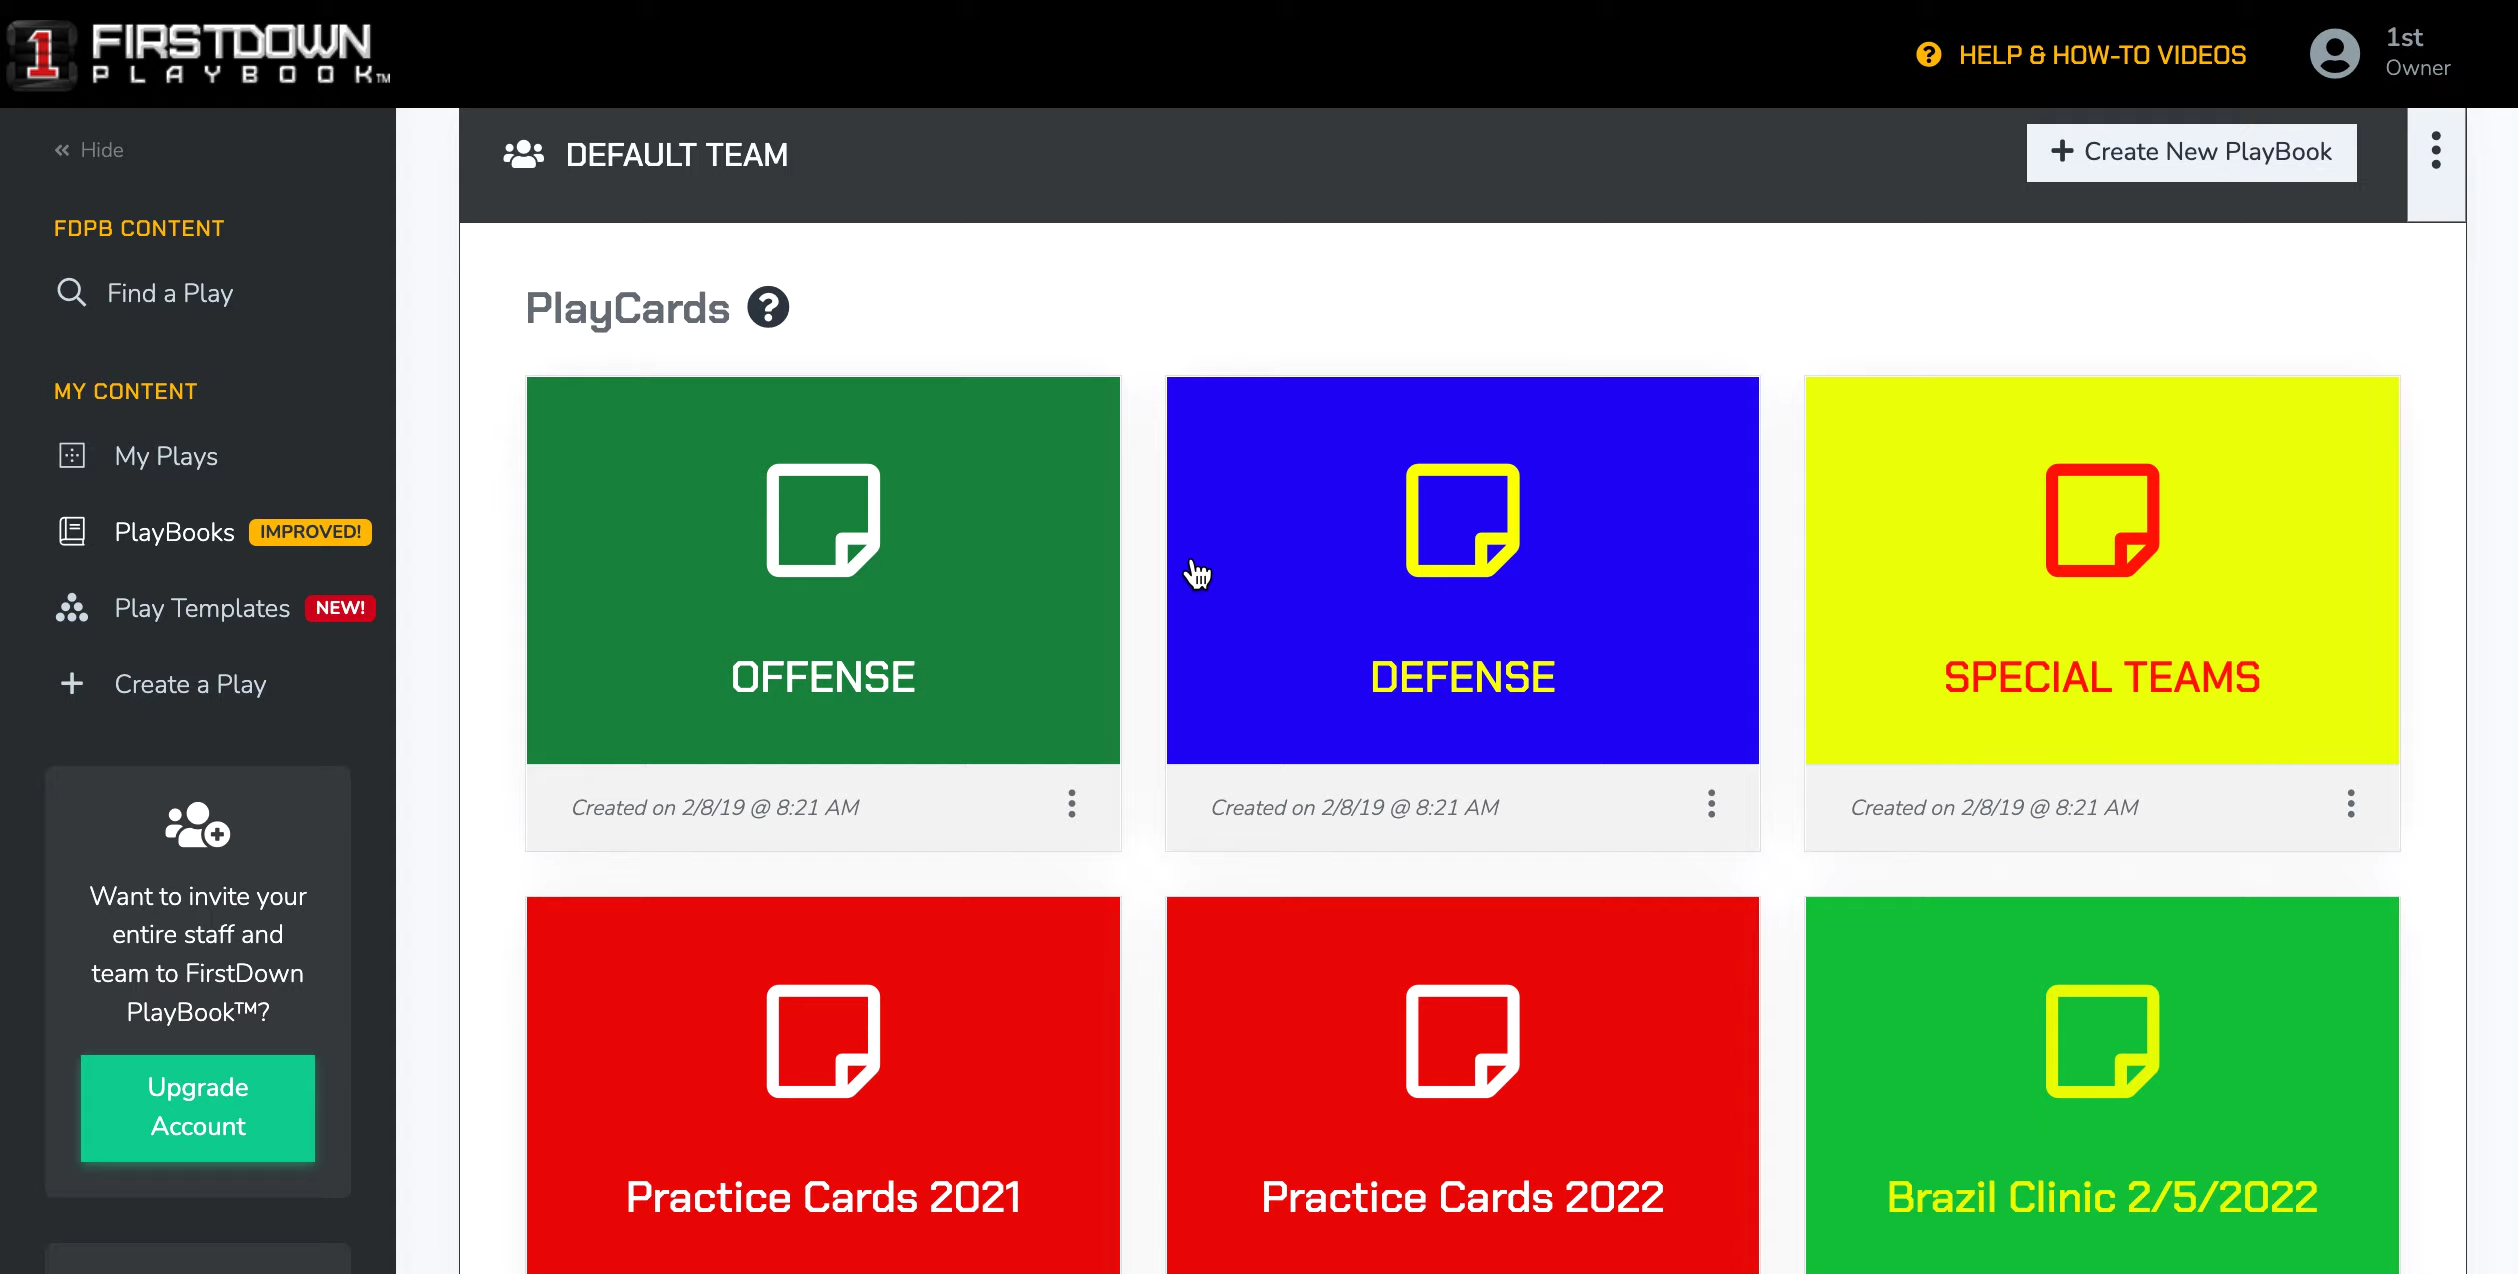 1 FIRSTDOWN
PLAYBOOK™
HELP & HOW-TO VIDEOS
1st
Owner
Hide
FDPB CONTENT
Find a Play
MY CONTENT
My Plays
PlayBooks IMPROVED!
Play Templates NEW!
Create a Play
Want to invite your
entire staff and
team to FirstDown
PlayBook™?
Upgrade
Account
DEFAULT TEAM
Create New PlayBook
PlayCards
OFFENSE
Created on 2/8/19 @ 8:21 AM
DEFENSE
Created on 2/8/19 @ 8:21 AM
SPECIAL TEAMS
Created on 2/8/19 @ 8:21 AM
Practice Cards 2021
Practice Cards 2022
Brazil Clinic 2/5/2022